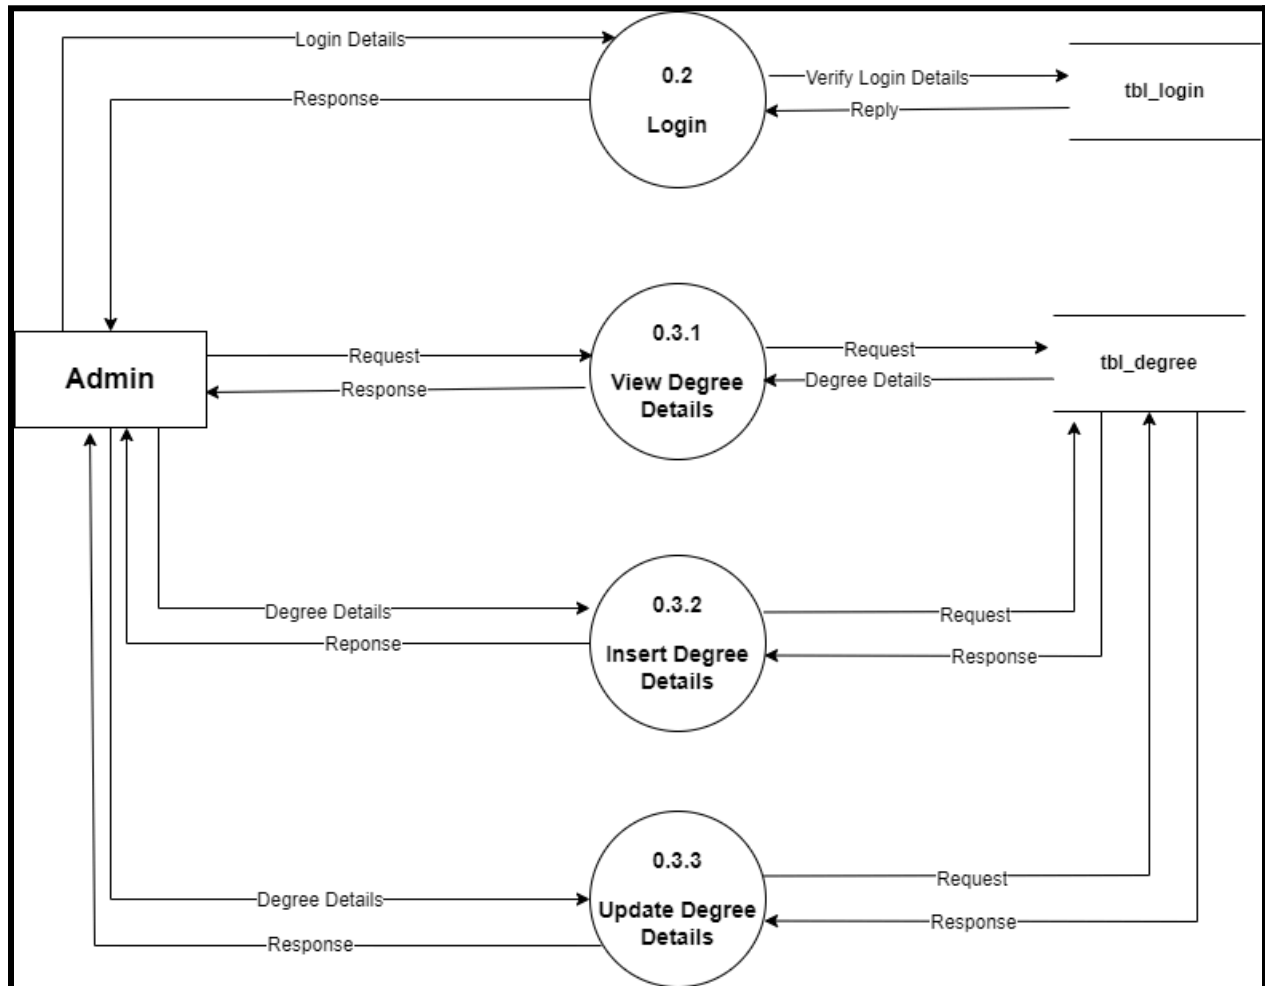 Login Details
0.2
Login
Verify Login Details
tbl_login
Response
Reply
Admin
Request
Response
0.3.1
View Degree
Details
Request
Degree Details
tbl_degree
Degree Details
Reponse
0.3.2
Insert Degree
Details
Request
Response
Degree Details
Response
0.3.3
Update Degree
Details
Request
Response